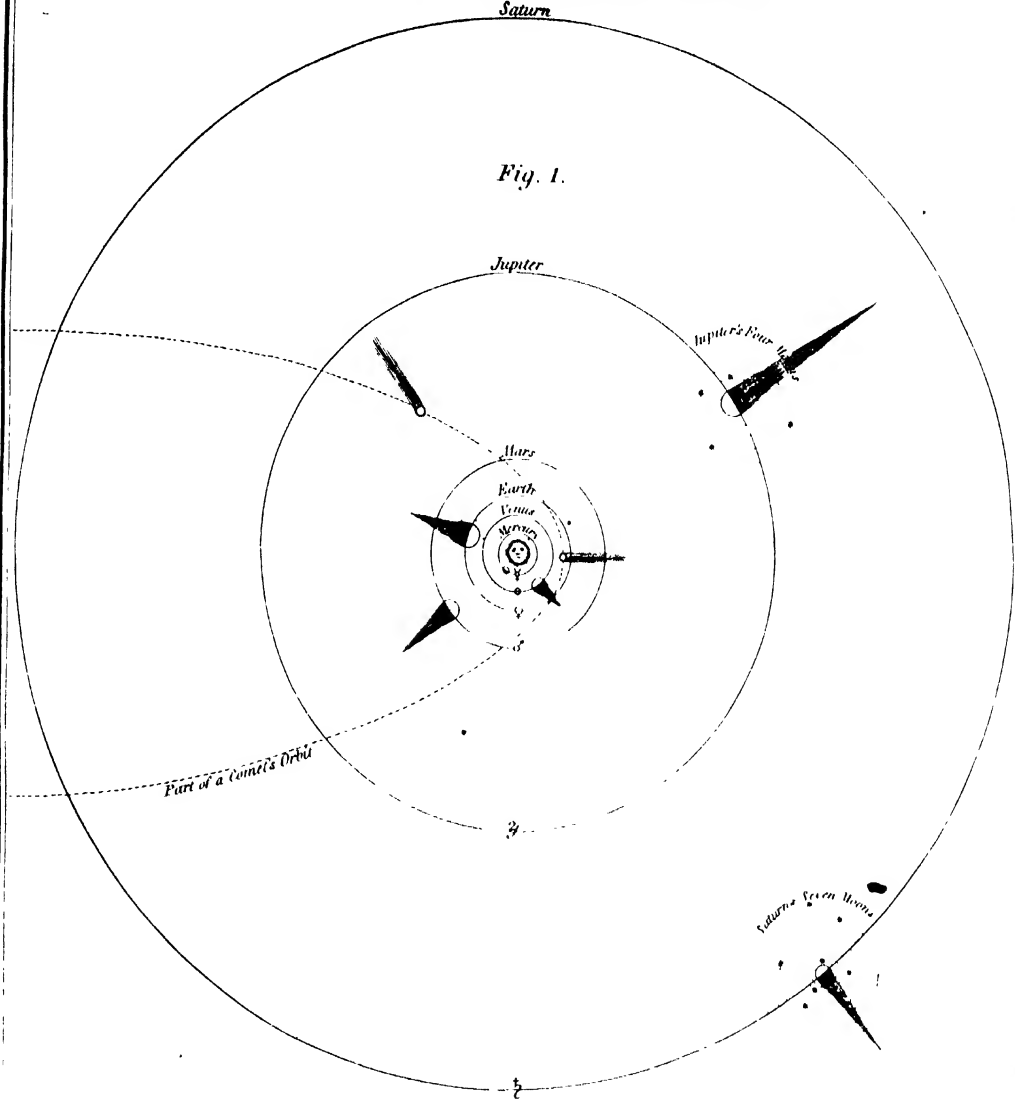 Saturn
Fig. 1.
Jupiter
Jupiter's Four Moons
Mars
Earth
Venus
Mercury
☿
♀
♂
Part of a Comet's Orbit
♃
Saturn's Seven Moons
♄